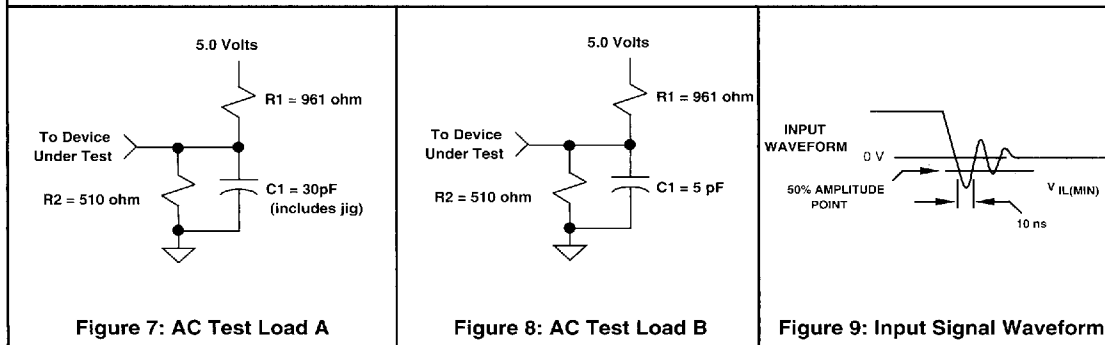 5.0 Volts
R1 = 961 ohm
To Device
Under Test
R2 = 510 ohm
C1 = 30pF
(includes jig)
Figure 7: AC Test Load A
5.0 Volts
R1 = 961 ohm
To Device
Under Test
R2 = 510 ohm
C1 = 5 pF
Figure 8: AC Test Load B
INPUT
WAVEFORM
0 V
50% AMPLITUDE
POINT
VIL(MIN)
10 ns
Figure 9: Input Signal Waveform